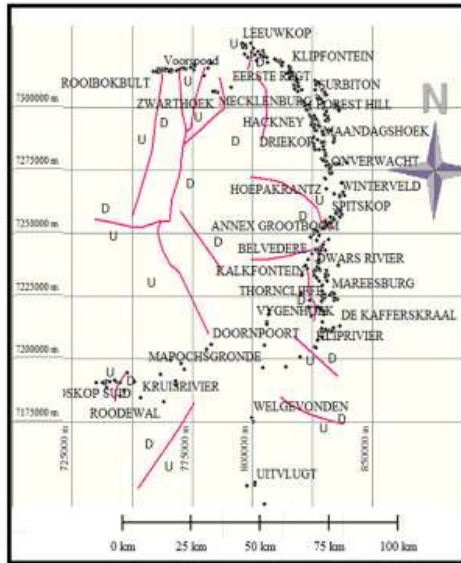 LEEUWKOP
U
D
KLIPFONTEIN
Voorspoed
ROOIBOKBULT
U
EERSTE REGT
SURBITON
7300000 m
ZWARTHOEK
MECKLENBURG
FOREST HILL
N
D
U
HACKNEY
MAANDAGSHOEK
U
D
DRIEKOP
7275000 m
ONVERWACHT
D
HOEPAKRANTZ
WINTERVELD
U
SPITSKOP
D
D
7250000 m
U
D
ANNEX GROOTBOOM
BELVEDERE
DWARS RIVIER
KALKFONTEIN
U
MAREESBURG
7225000 m
THORNCLIFFE
D
VYGENHOEK
DE KAFFERSKRAAL
DOORNPOORT
KLIPRIVIER
7200000 m
MAPOCHSGRONDE
U
D
U
D
KRUISRIVIER
ROODEWAL
WELGEVONDEN
7175000 m
D
U
D
U
725000 m
775000 m
800000 m
850000 m
UITVLUGT
0 km
25 km
50 km
75 km
100 km